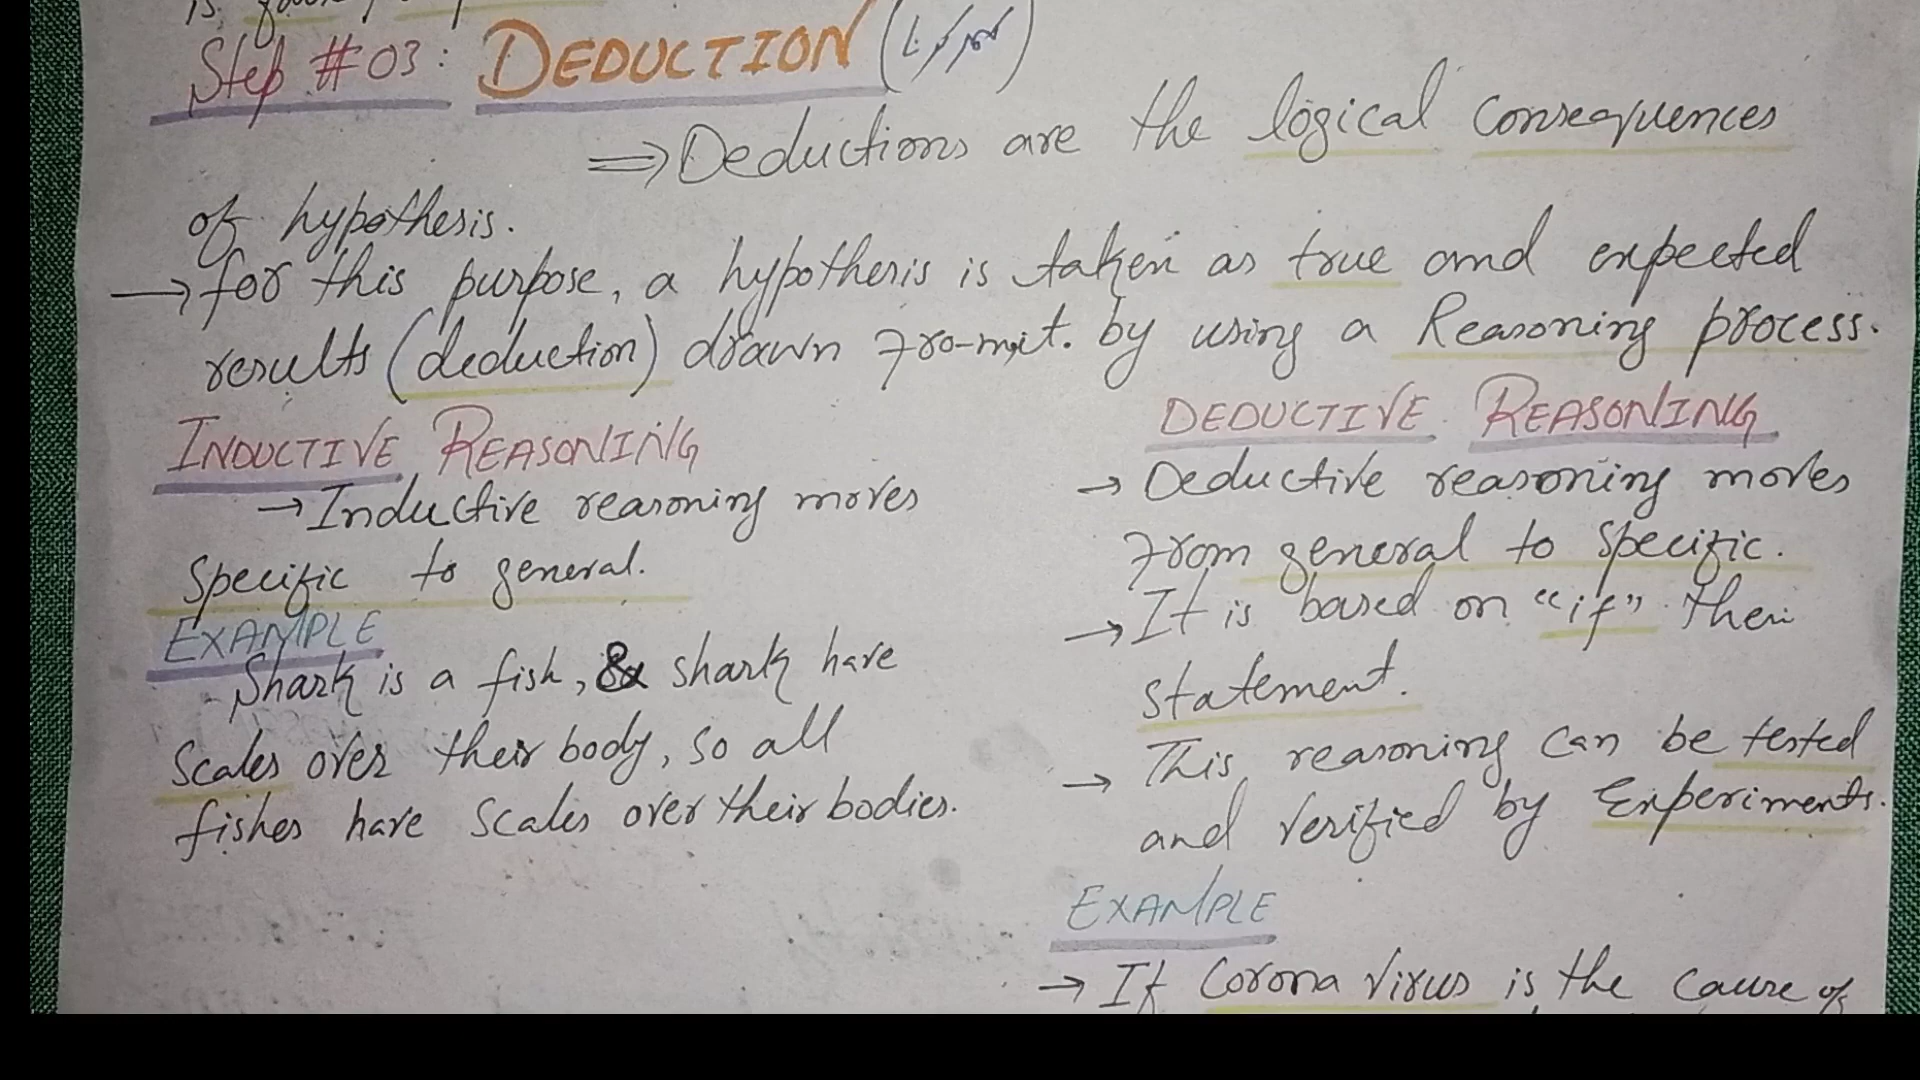 is
Step #03: DEDUCTION
⇒ Deductions are the logical consequences
of hypothesis.
→ for this purpose, a hypothesis is taken as true and expected
results (deduction) drawn from it. by using a Reasoning process.
INDUCTIVE REASONING
→ Inductive reasoning moves
specific to general.
EXAMPLE
Shark is a fish, & shark have
scales over their body, so all
fishes have scales over their bodies.
DEDUCTIVE REASONING
→ Deductive reasoning moves
from general to specific.
→ It is based on "if" then
statement.
→ This reasoning can be tested
and verified by Experiments.
EXAMPLE
→ If Corona Virus is the cause of